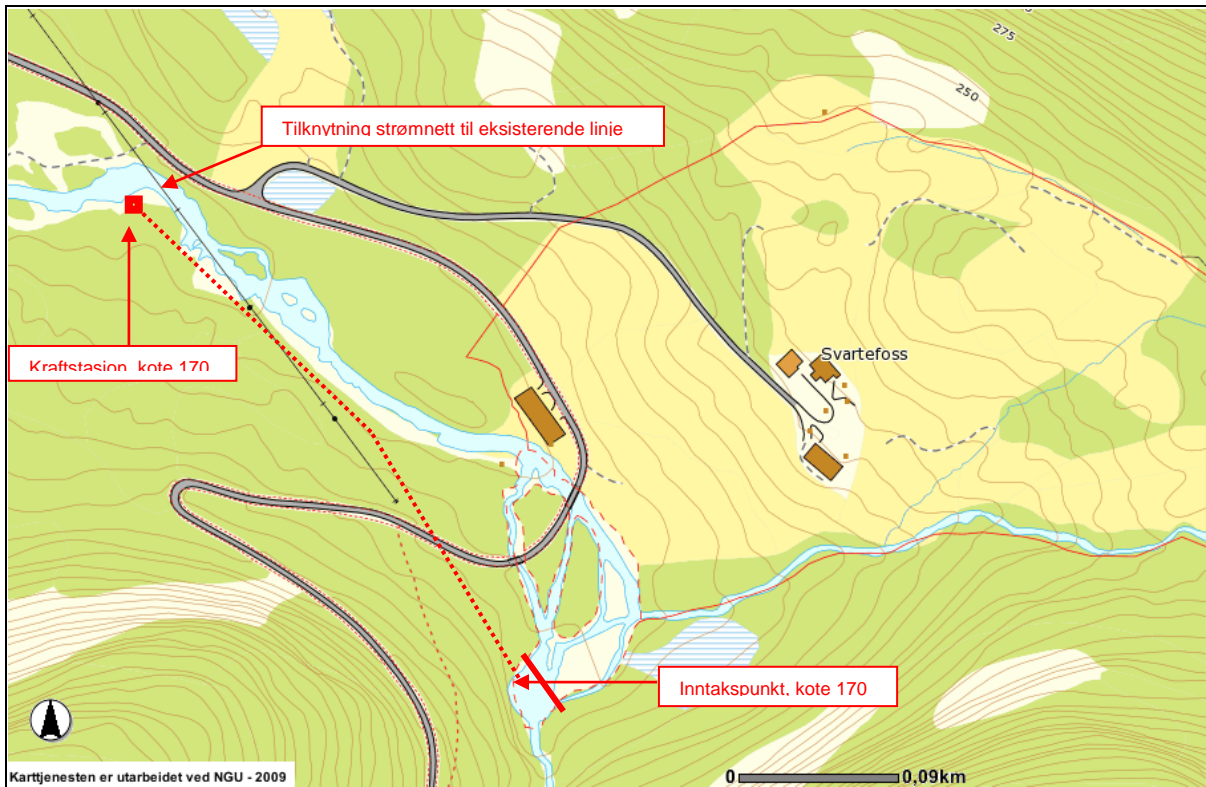 275
250
Tilknytning strømnett til eksisterende linje
Kraftstasjon, kote 170
Svartefoss
Inntakspunkt, kote 170
Karttjenesten er utarbeidet ved NGU - 2009
0 0,09km